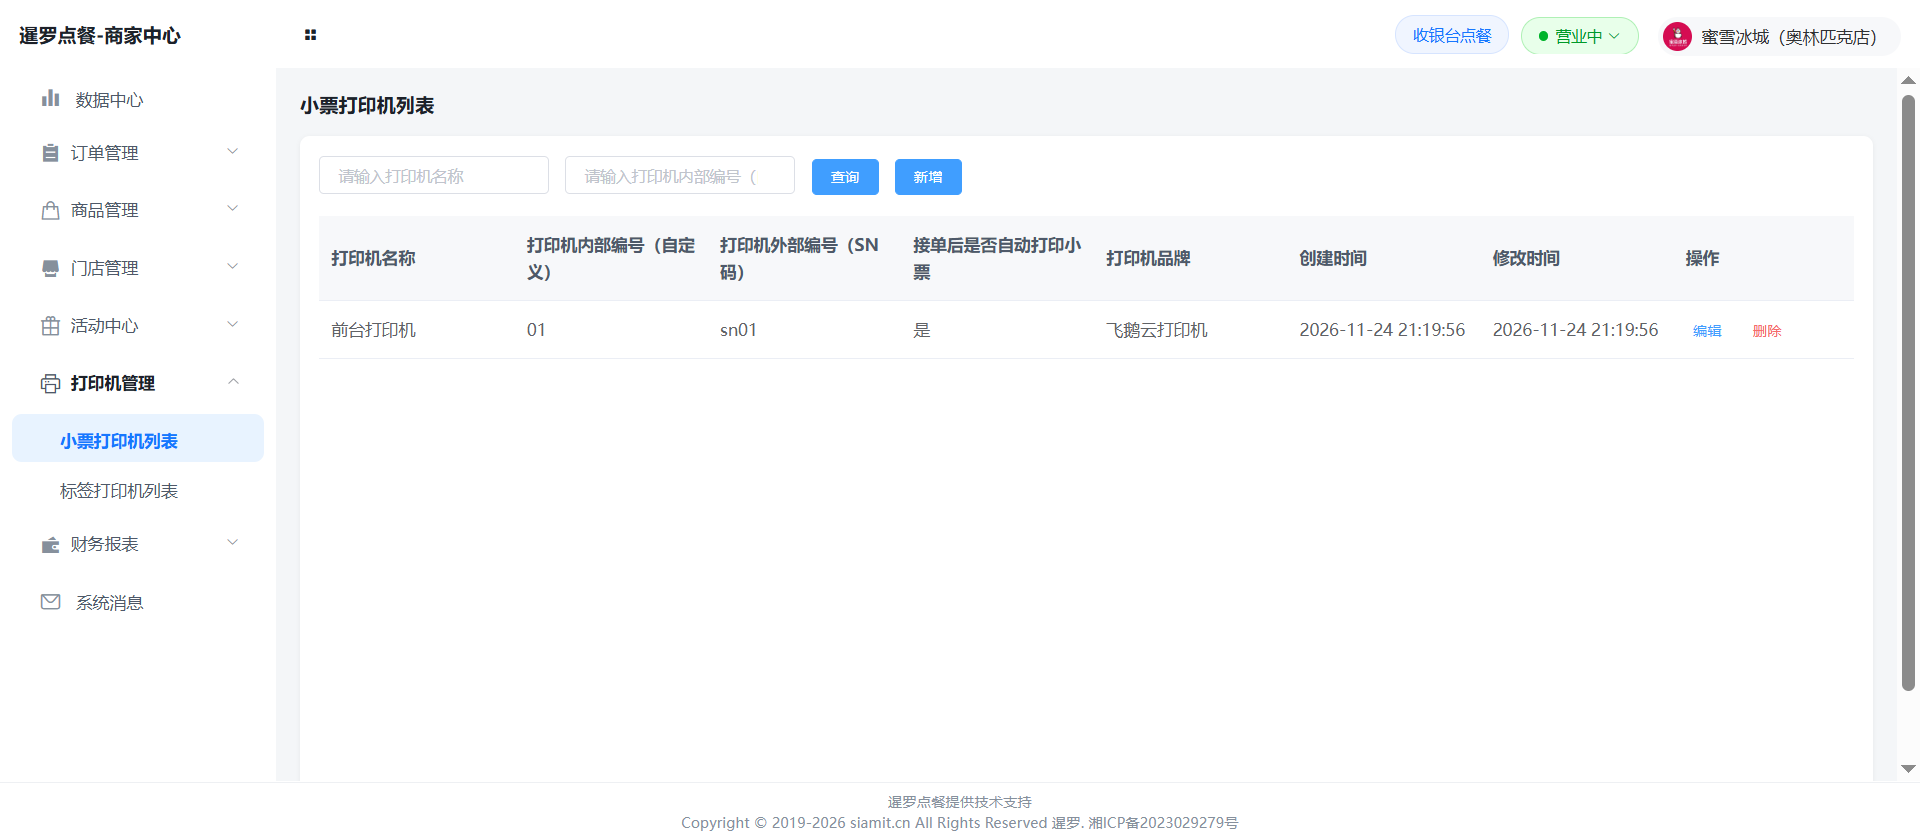 暹罗点餐-商家中心
收银台点餐
营业中
蜜雪冰城（奥林匹克店）
数据中心
订单管理
商品管理
门店管理
活动中心
打印机管理
小票打印机列表
标签打印机列表
财务报表
系统消息
小票打印机列表
请输入打印机名称
请输入打印机内部编号（
查询
新增
打印机名称
打印机内部编号（自定
义）
打印机外部编号（SN
码）
接单后是否自动打印小
票
打印机品牌
创建时间
修改时间
操作
前台打印机
01
sn01
是
飞鹅云打印机
2026-11-24 21:19:56
2026-11-24 21:19:56
编辑
删除
暹罗点餐提供技术支持
Copyright © 2019-2026 siamit.cn All Rights Reserved 暹罗. 湘ICP备2023029279号